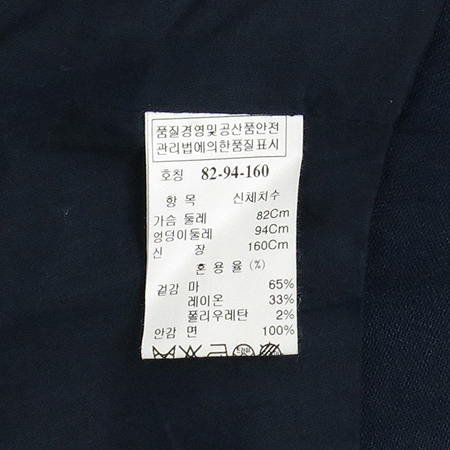 품질경영및공산품안전
관리법에의한품질표시
호칭 82-94-160
항 목 신체치수
가슴 둘레 82Cm
엉덩이둘레 94Cm
신 장 160Cm
혼 용 율 (%)
겉감 마 65%
레이온 33%
폴리우레탄 2%
안감 면 100%